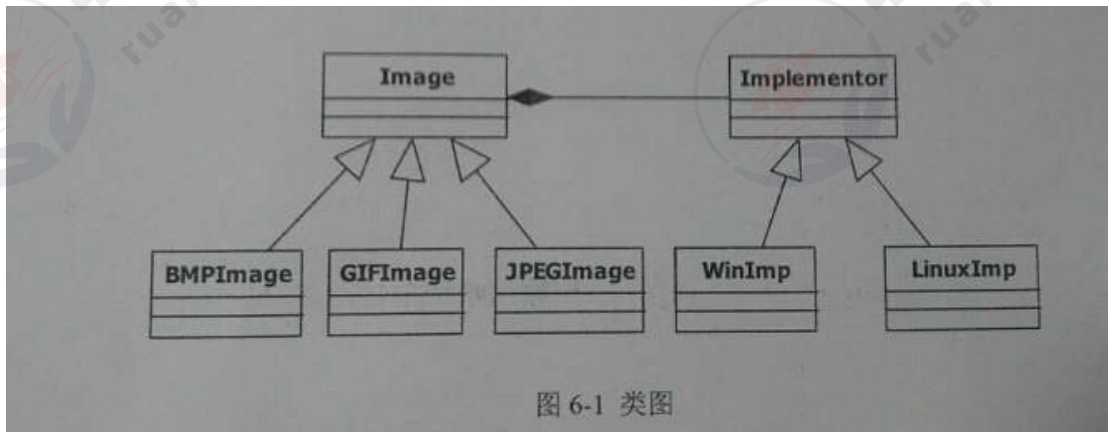 Image
Implementor
BMPImage
GIFImage
JPEGImage
WinImp
LinuxImp
图 6-1 类图